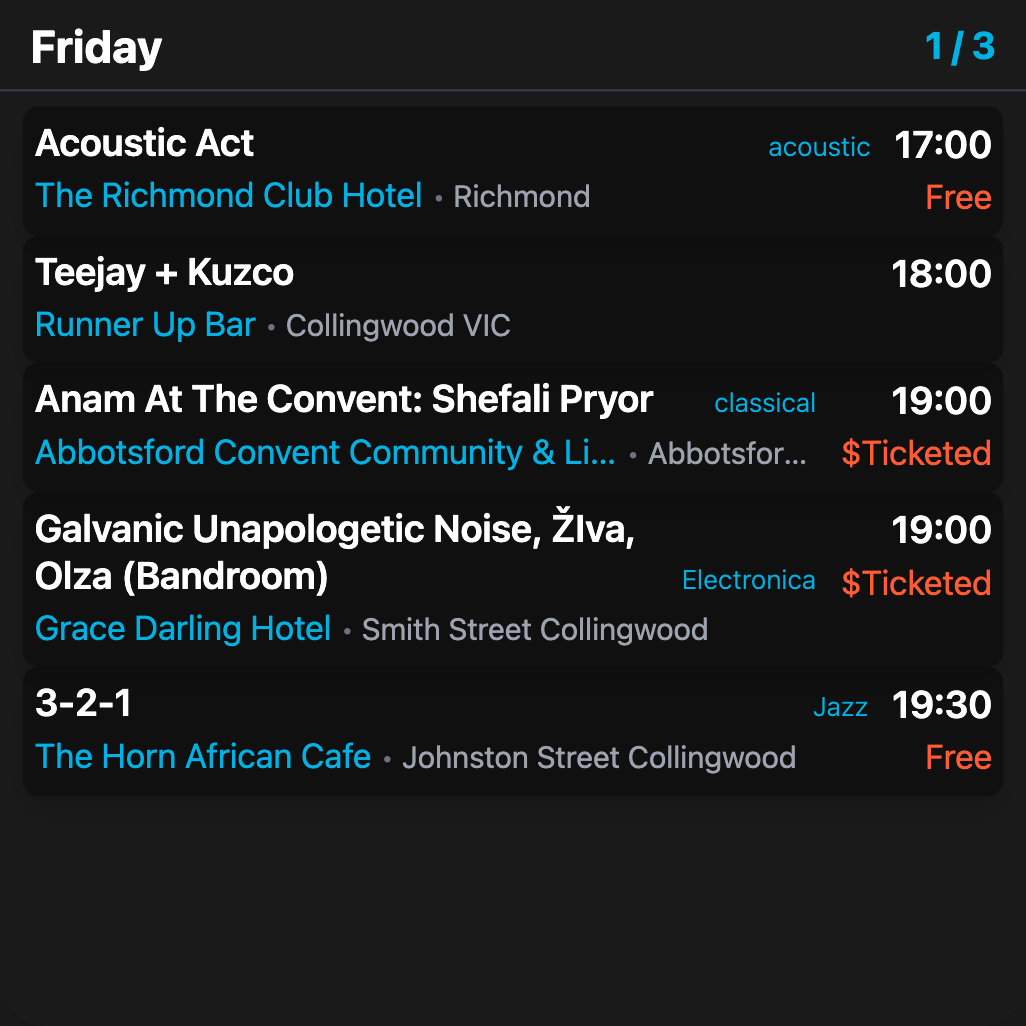 Friday 1 / 3
Acoustic Act acoustic 17:00
The Richmond Club Hotel • Richmond Free
Teejay + Kuzco 18:00
Runner Up Bar • Collingwood VIC
Anam At The Convent: Shefali Pryor classical 19:00
Abbotsford Convent Community & Li... • Abbotsfor... $Ticketed
Galvanic Unapologetic Noise, ŽIva, 19:00
Olza (Bandroom) Electronica $Ticketed
Grace Darling Hotel • Smith Street Collingwood
3-2-1 Jazz 19:30
The Horn African Cafe • Johnston Street Collingwood Free